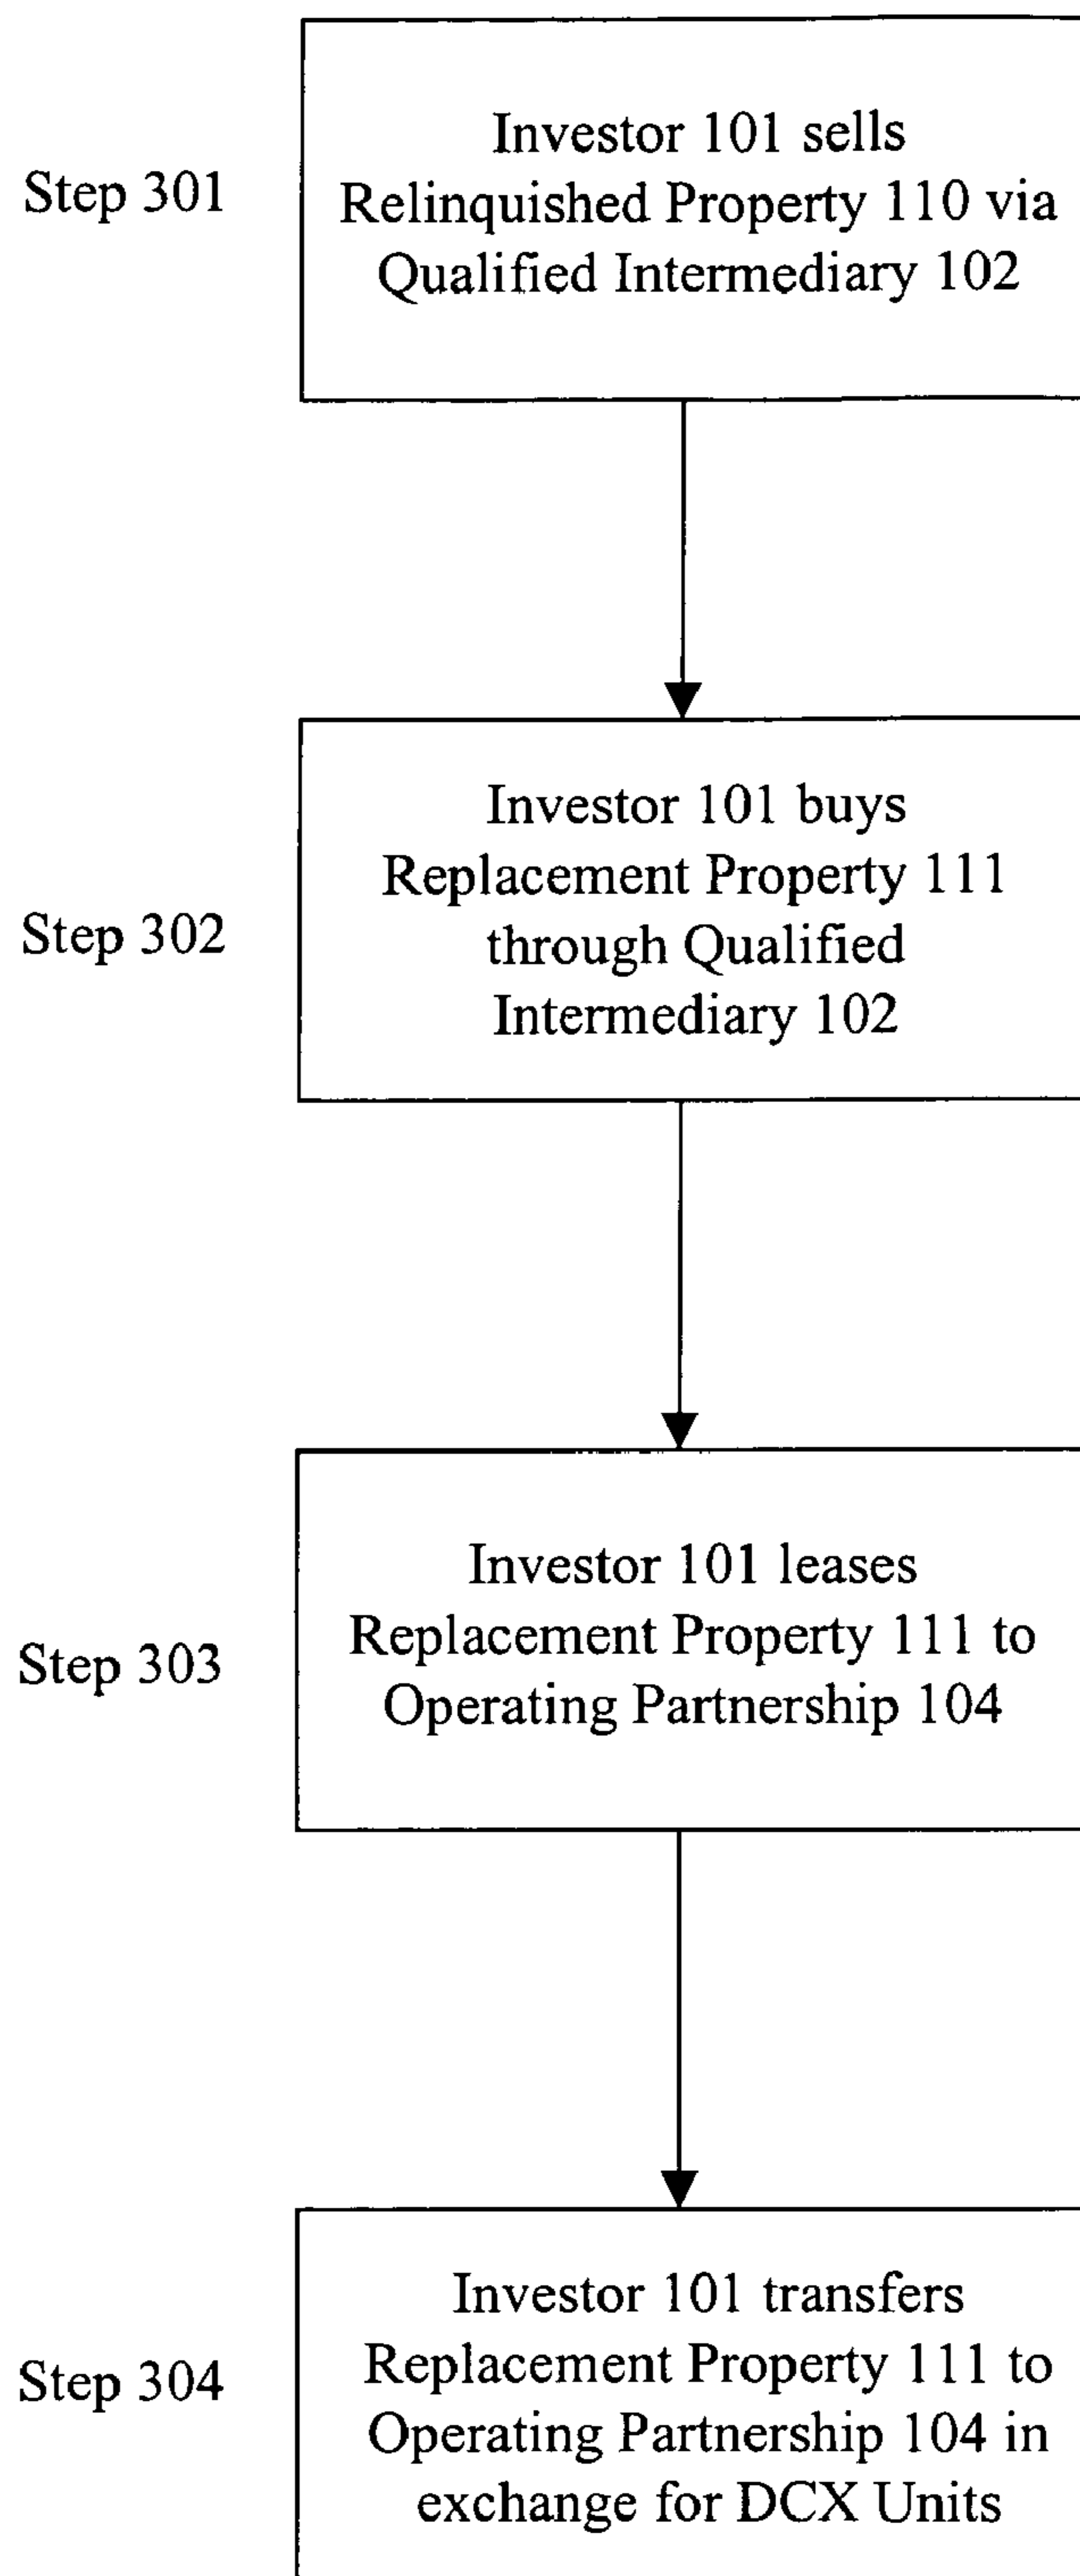 Step 301
Investor 101 sells
Relinquished Property 110 via
Qualified Intermediary 102
Step 302
Investor 101 buys
Replacement Property 111
through Qualified
Intermediary 102
Step 303
Investor 101 leases
Replacement Property 111 to
Operating Partnership 104
Step 304
Investor 101 transfers
Replacement Property 111 to
Operating Partnership 104 in
exchange for DCX Units